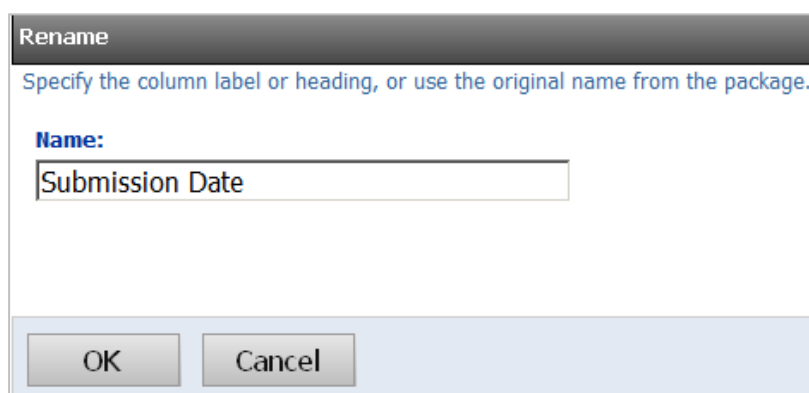 Rename
Specify the column label or heading, or use the original name from the package.
Name:
Submission Date
OK
Cancel